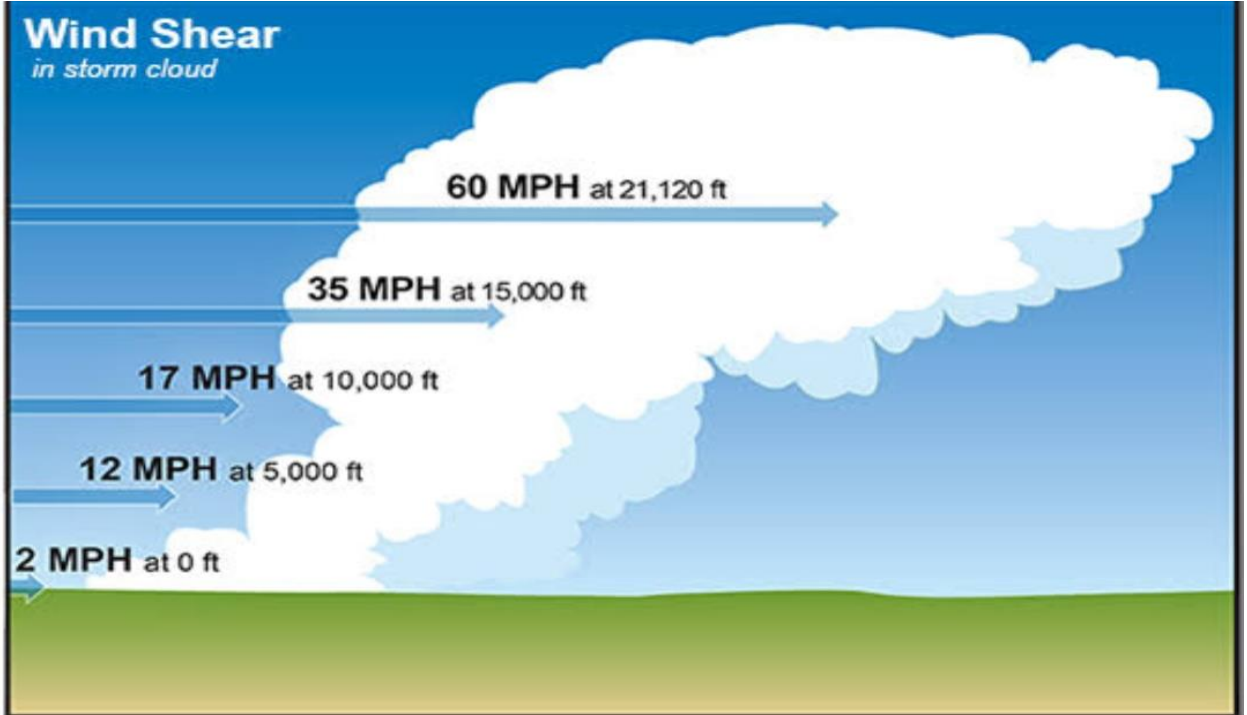 Wind Shear
in storm cloud
60 MPH at 21,120 ft
35 MPH at 15,000 ft
17 MPH at 10,000 ft
12 MPH at 5,000 ft
2 MPH at 0 ft